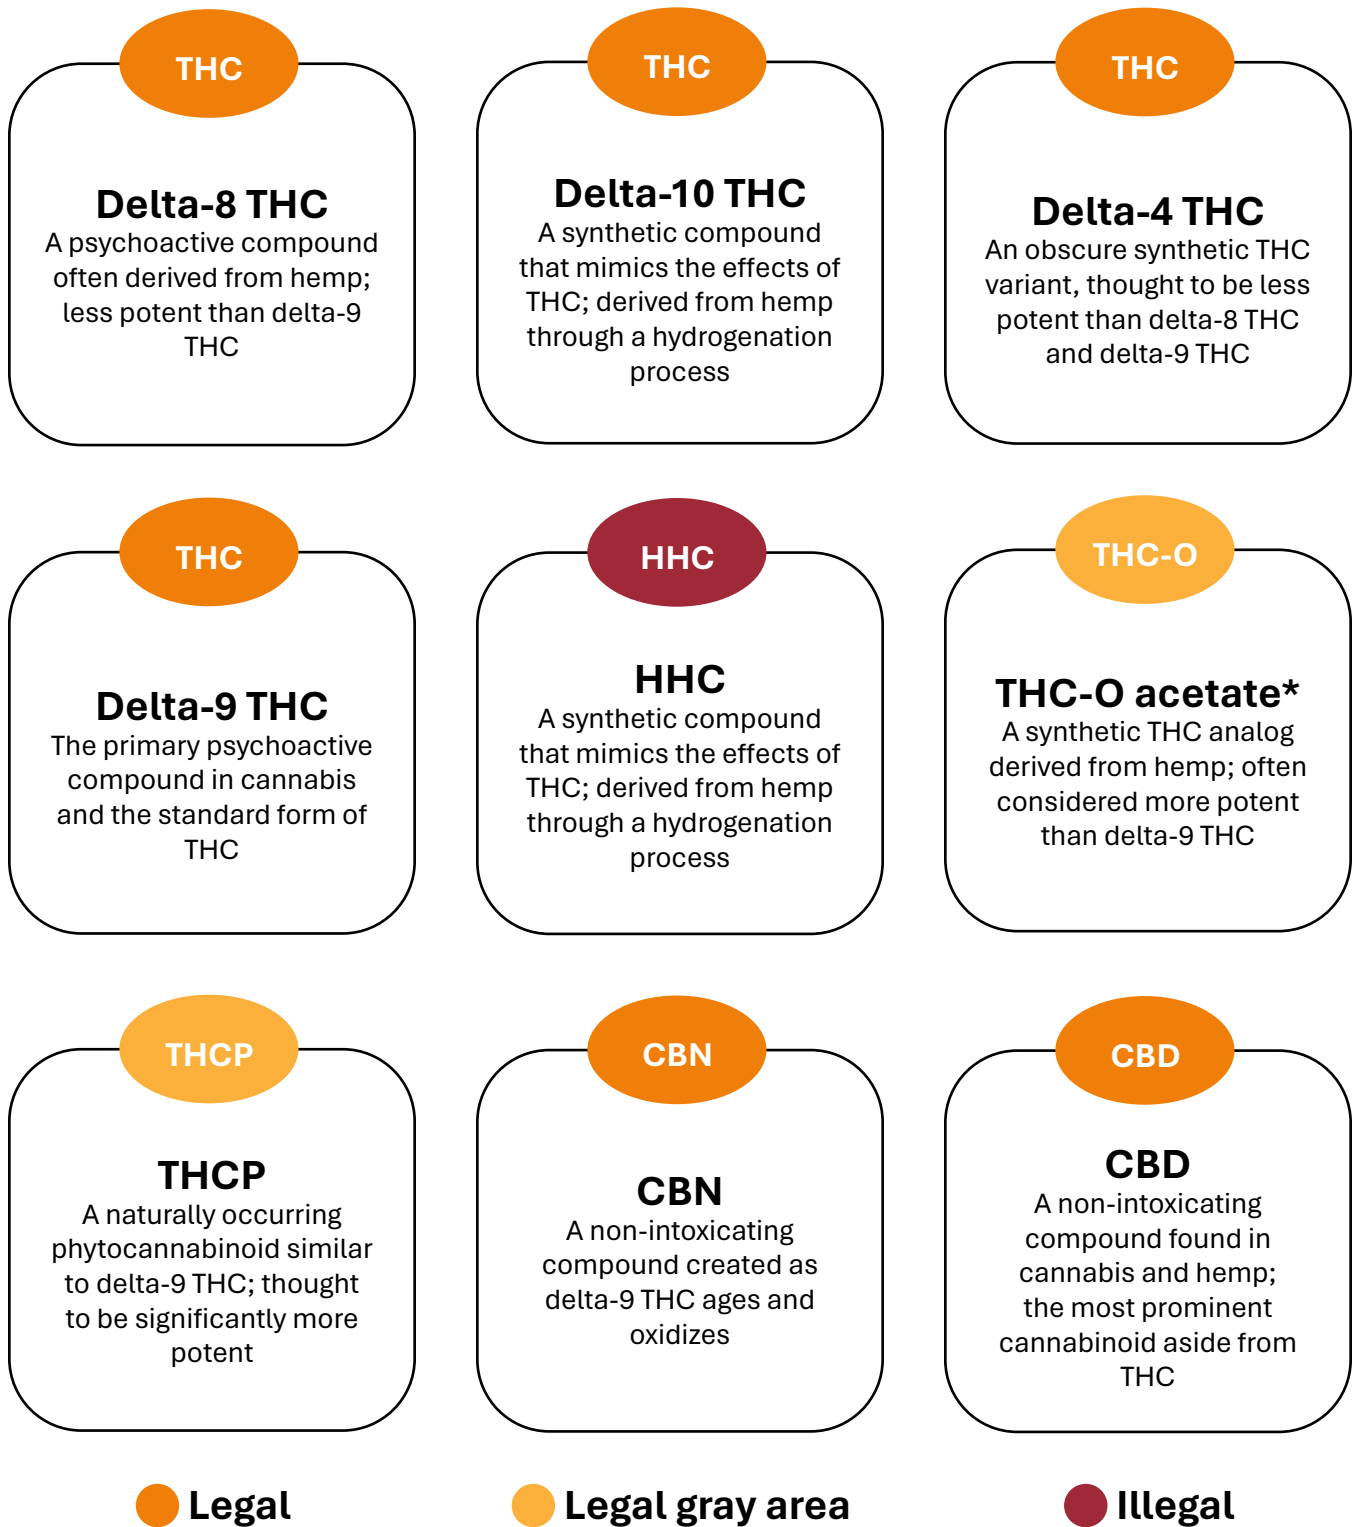 THC
Delta-8 THC
A psychoactive compound
often derived from hemp;
less potent than delta-9
THC
THC
Delta-10 THC
A synthetic compound
that mimics the effects of
THC; derived from hemp
through a hydrogenation
process
THC
Delta-4 THC
An obscure synthetic THC
variant, thought to be less
potent than delta-8 THC
and delta-9 THC
THC
Delta-9 THC
The primary psychoactive
compound in cannabis
and the standard form of
THC
HHC
HHC
A synthetic compound
that mimics the effects of
THC; derived from hemp
through a hydrogenation
process
THC-O
THC-O acetate*
A synthetic THC analog
derived from hemp; often
considered more potent
than delta-9 THC
THCP
THCP
A naturally occurring
phytocannabinoid similar
to delta-9 THC; thought
to be significantly more
potent
CBN
CBN
A non-intoxicating
compound created as
delta-9 THC ages and
oxidizes
CBD
CBD
A non-intoxicating
compound found in
cannabis and hemp;
the most prominent
cannabinoid aside from
THC
Legal
Legal gray area
Illegal